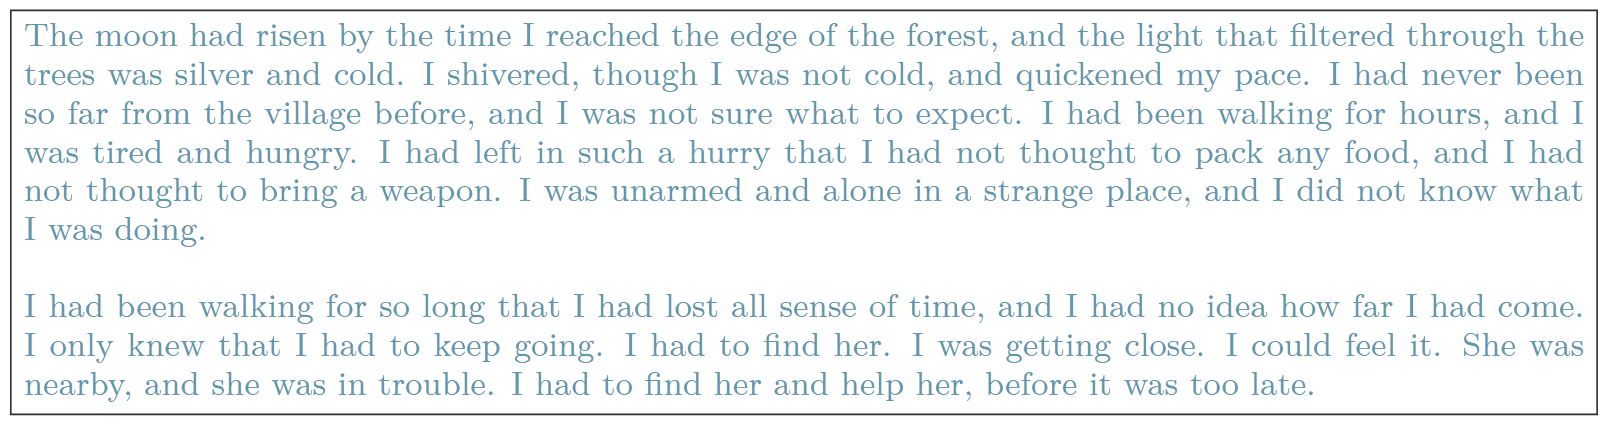 The moon had risen by the time I reached the edge of the forest, and the light that filtered through the
trees was silver and cold. I shivered, though I was not cold, and quickened my pace. I had never been
so far from the village before, and I was not sure what to expect. I had been walking for hours, and I
was tired and hungry. I had left in such a hurry that I had not thought to pack any food, and I had
not thought to bring a weapon. I was unarmed and alone in a strange place, and I did not know what
I was doing.

I had been walking for so long that I had lost all sense of time, and I had no idea how far I had come.
I only knew that I had to keep going. I had to find her. I was getting close. I could feel it. She was
nearby, and she was in trouble. I had to find her and help her, before it was too late.